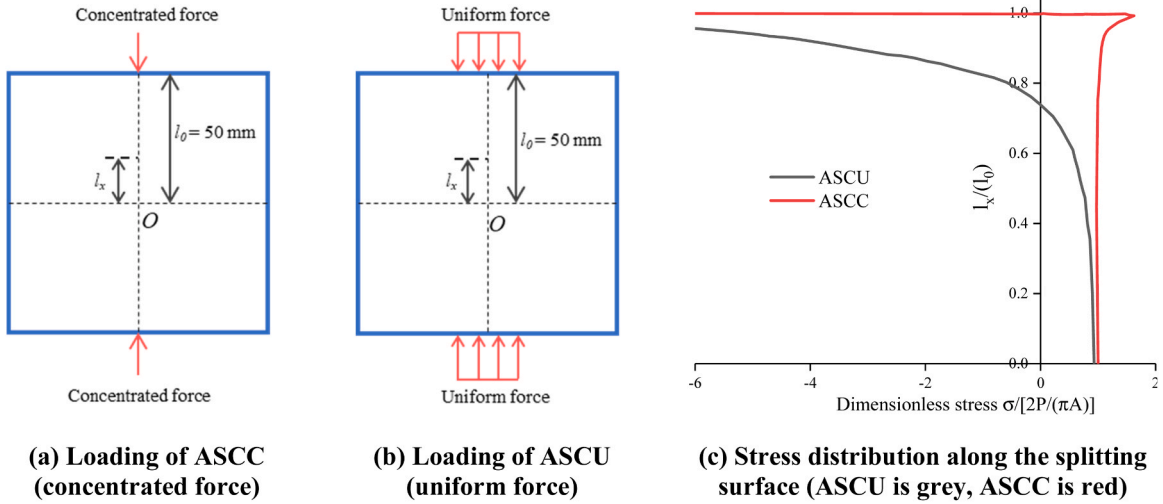 Concentrated force
l₀ = 50 mm
lₓ
O
Concentrated force
(a) Loading of ASCC
(concentrated force)
Uniform force
l₀ = 50 mm
lₓ
O
Uniform force
(b) Loading of ASCU
(uniform force)
1.0
0.8
0.6
0.4
0.2
0.0
lₓ/(l₀)
ASCU
ASCC
-6 -4 -2 0 2
Dimensionless stress σ/[2P/(πA)]
(c) Stress distribution along the splitting
surface (ASCU is grey, ASCC is red)